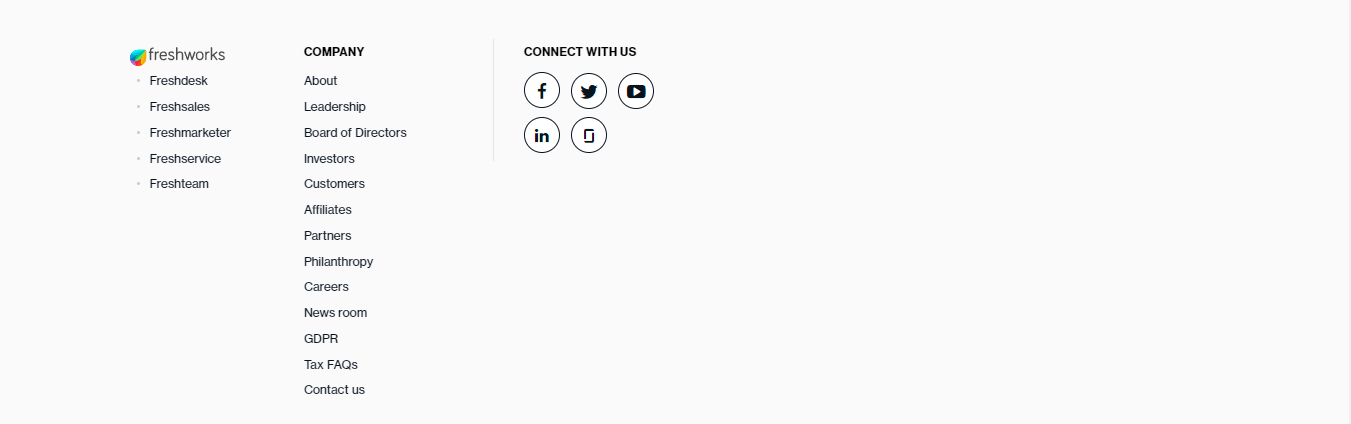 freshworks
Freshdesk
Freshsales
Freshmarketer
Freshservice
Freshteam
COMPANY
About
Leadership
Board of Directors
Investors
Customers
Affiliates
Partners
Philanthropy
Careers
News room
GDPR
Tax FAQs
Contact us
CONNECT WITH US